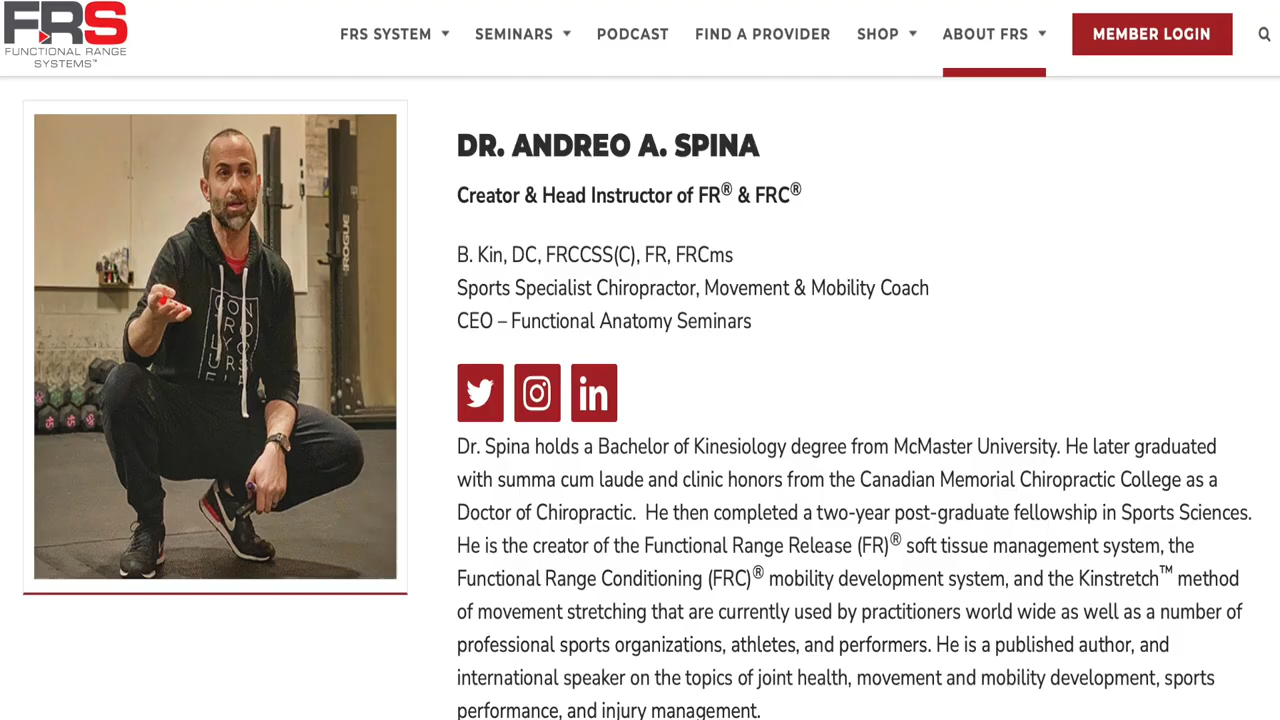 FRS
FUNCTIONAL RANGE
SYSTEMS™
FRS SYSTEM
SEMINARS
PODCAST
FIND A PROVIDER
SHOP
ABOUT FRS
MEMBER LOGIN
ROGUE
DR. ANDREO A. SPINA
Creator & Head Instructor of FR® & FRC®
B. Kin, DC, FRCCSS(C), FR, FRCms
Sports Specialist Chiropractor, Movement & Mobility Coach
CEO – Functional Anatomy Seminars
in
Dr. Spina holds a Bachelor of Kinesiology degree from McMaster University. He later graduated
with summa cum laude and clinic honors from the Canadian Memorial Chiropractic College as a
Doctor of Chiropractic.  He then completed a two-year post-graduate fellowship in Sports Sciences.
He is the creator of the Functional Range Release (FR)® soft tissue management system, the
Functional Range Conditioning (FRC)® mobility development system, and the Kinstretch™ method
of movement stretching that are currently used by practitioners world wide as well as a number of
professional sports organizations, athletes, and performers. He is a published author, and
international speaker on the topics of joint health, movement and mobility development, sports
performance, and injury management.